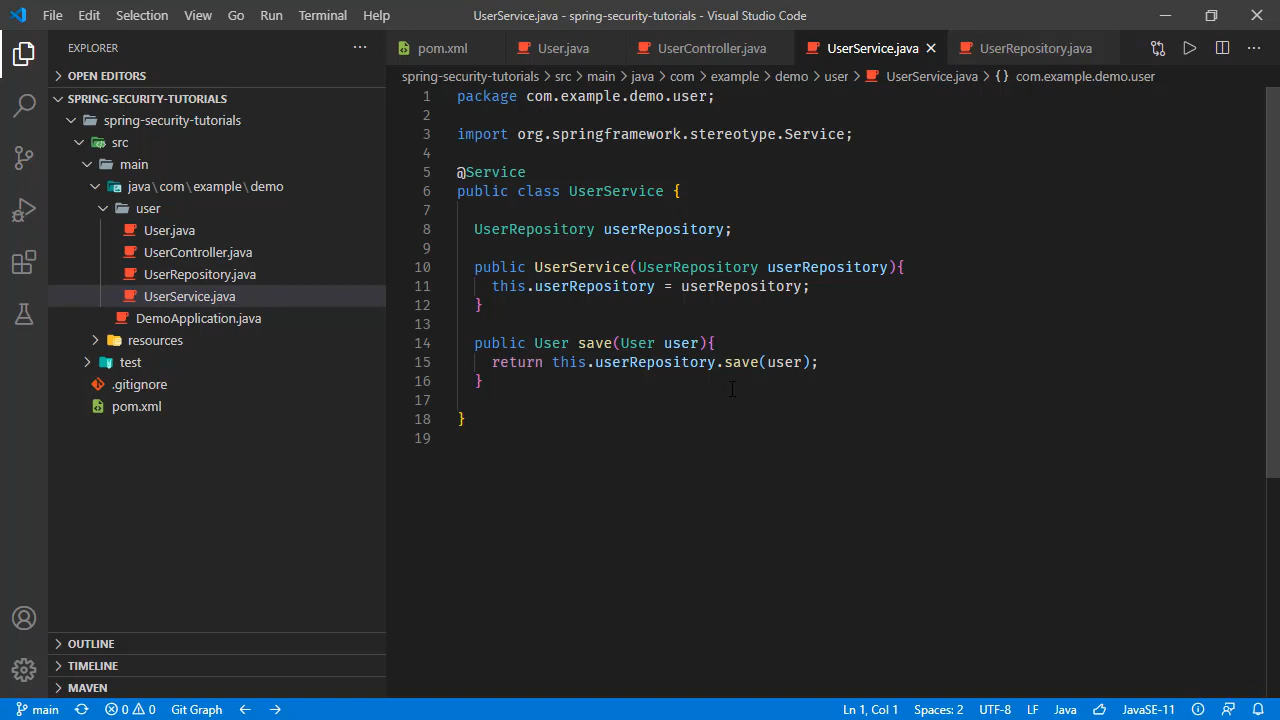 File Edit Selection View Go Run Terminal Help
UserService.java - spring-security-tutorials - Visual Studio Code
EXPLORER
OPEN EDITORS
SPRING-SECURITY-TUTORIALS
spring-security-tutorials
src
main
java\com\example\demo
user
User.java
UserController.java
UserRepository.java
UserService.java
DemoApplication.java
resources
test
.gitignore
pom.xml
OUTLINE
TIMELINE
MAVEN
pom.xml User.java UserController.java UserService.java UserRepository.java
spring-security-tutorials > src > main > java > com > example > demo > user > UserService.java > {} com.example.demo.user
1 package com.example.demo.user;
2
3 import org.springframework.stereotype.Service;
4
5 @Service
6 public class UserService {
7
8 UserRepository userRepository;
9
10 public UserService(UserRepository userRepository){
11 this.userRepository = userRepository;
12 }
13
14 public User save(User user){
15 return this.userRepository.save(user);
16 }
17
18 }
19
main 0 0 Git Graph Ln 1, Col 1 Spaces: 2 UTF-8 LF Java JavaSE-11